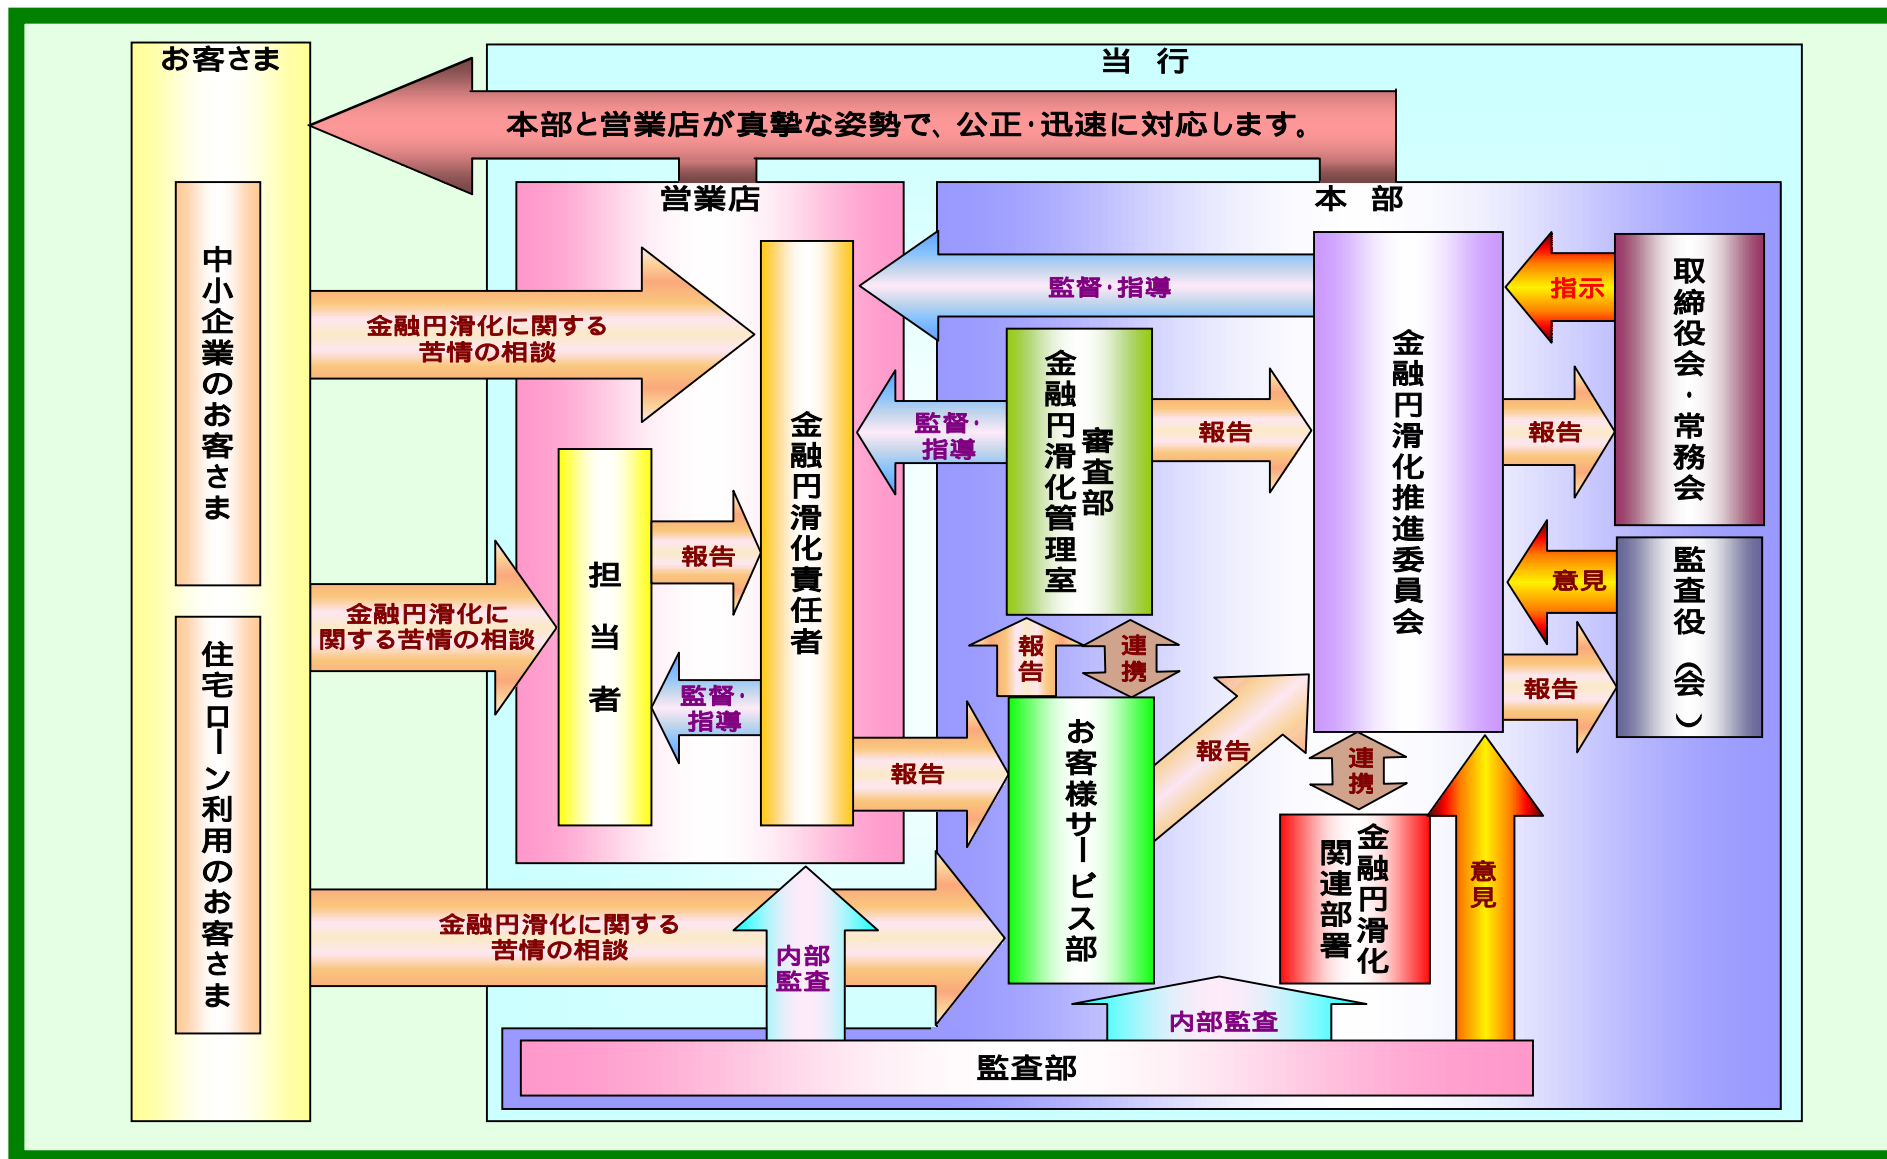 お客さま
当 行
本部と営業店が真摯な姿勢で、公正・迅速に対応します。
中小企業のお客さま
住宅ローン利用のお客さま
営業店
本 部
金融円滑化に関する
苦情の相談
金融円滑化に
関する苦情の相談
金融円滑化に関する
苦情の相談
担当者
報告
監督・
指導
金融円滑化責任者
監督・指導
監督・
指導
報告
審査部
金融円滑化管理室
報告
報告
連携
お客様サービス部
報告
金融円滑化推進委員会
連携
金融円滑化
関連部署
指示
報告
取締役会・常務会
意見
報告
監査役(会)
意見
内部
監査
内部監査
監査部